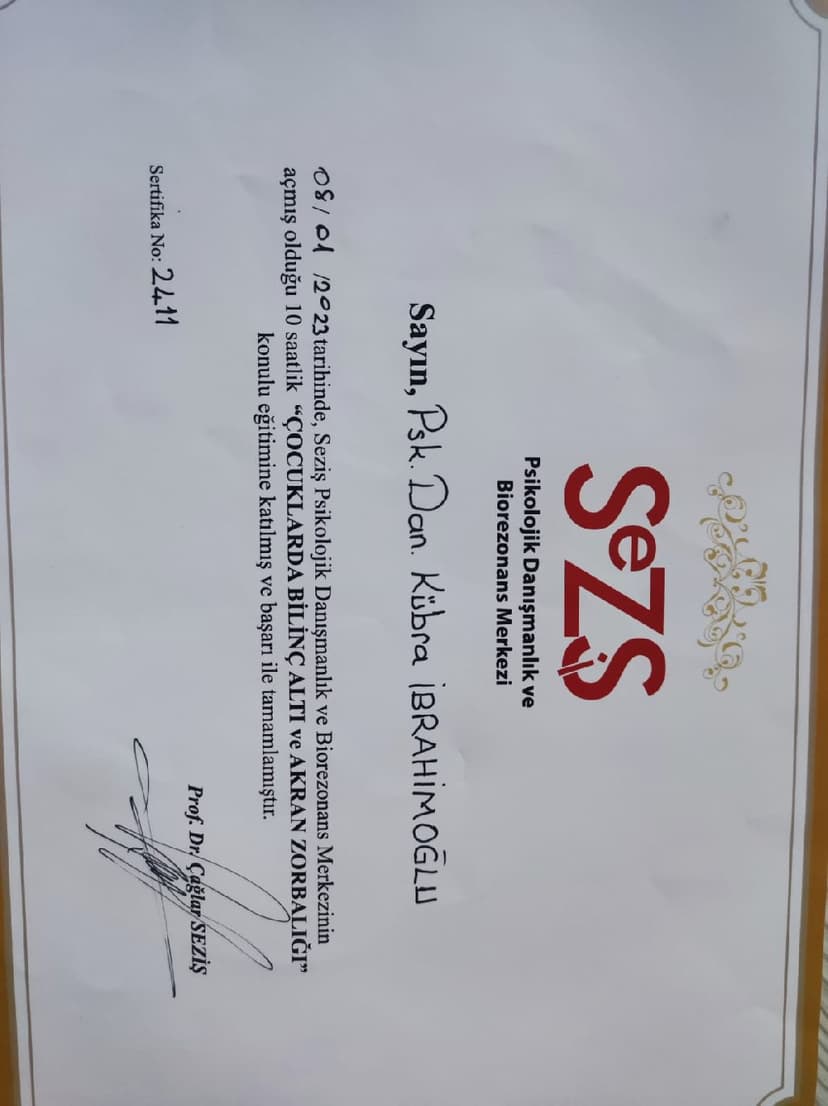 SeZiŞ
Psikolojik Danışmanlık ve
Biorezonans Merkezi
Sayın, Psk. Dan. Kübra İBRAHİMOĞLU
08/01/2023 tarihinde, Seziş Psikolojik Danışmanlık ve Biorezonans Merkezinin
açmış olduğu 10 saatlik “ÇOCUKLARDA BİLİNÇ ALTI ve AKRAN ZORBALIĞI”
konulu eğitimine katılmış ve başarı ile tamamlamıştır.
Prof. Dr. Çağlar SEZİŞ
Sertifika No: 2411